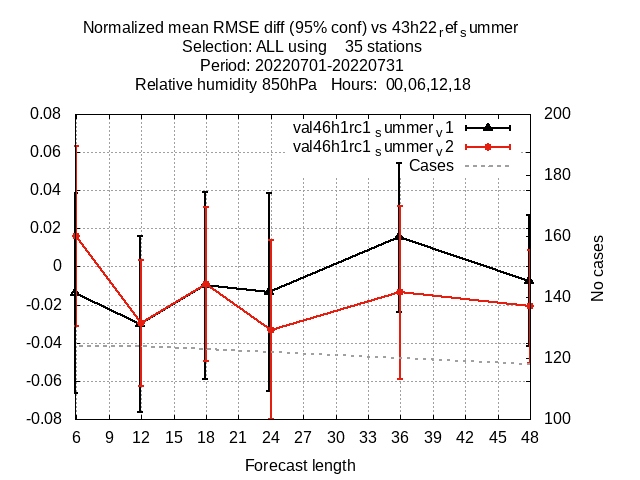 Normalized mean RMSE diff (95% conf) vs 43h22refsummer
Selection: ALL using    35 stations
Period: 20220701-20220731
Relative humidity 850hPa   Hours:  00,06,12,18
val46h1rc1summerv1
val46h1rc1summerv2
Cases
0.08
0.06
0.04
0.02
0
-0.02
-0.04
-0.06
-0.08
200
180
160
140
120
100
No cases
6 9 12 15 18 21 24 27 30 33 36 39 42 45 48
Forecast length